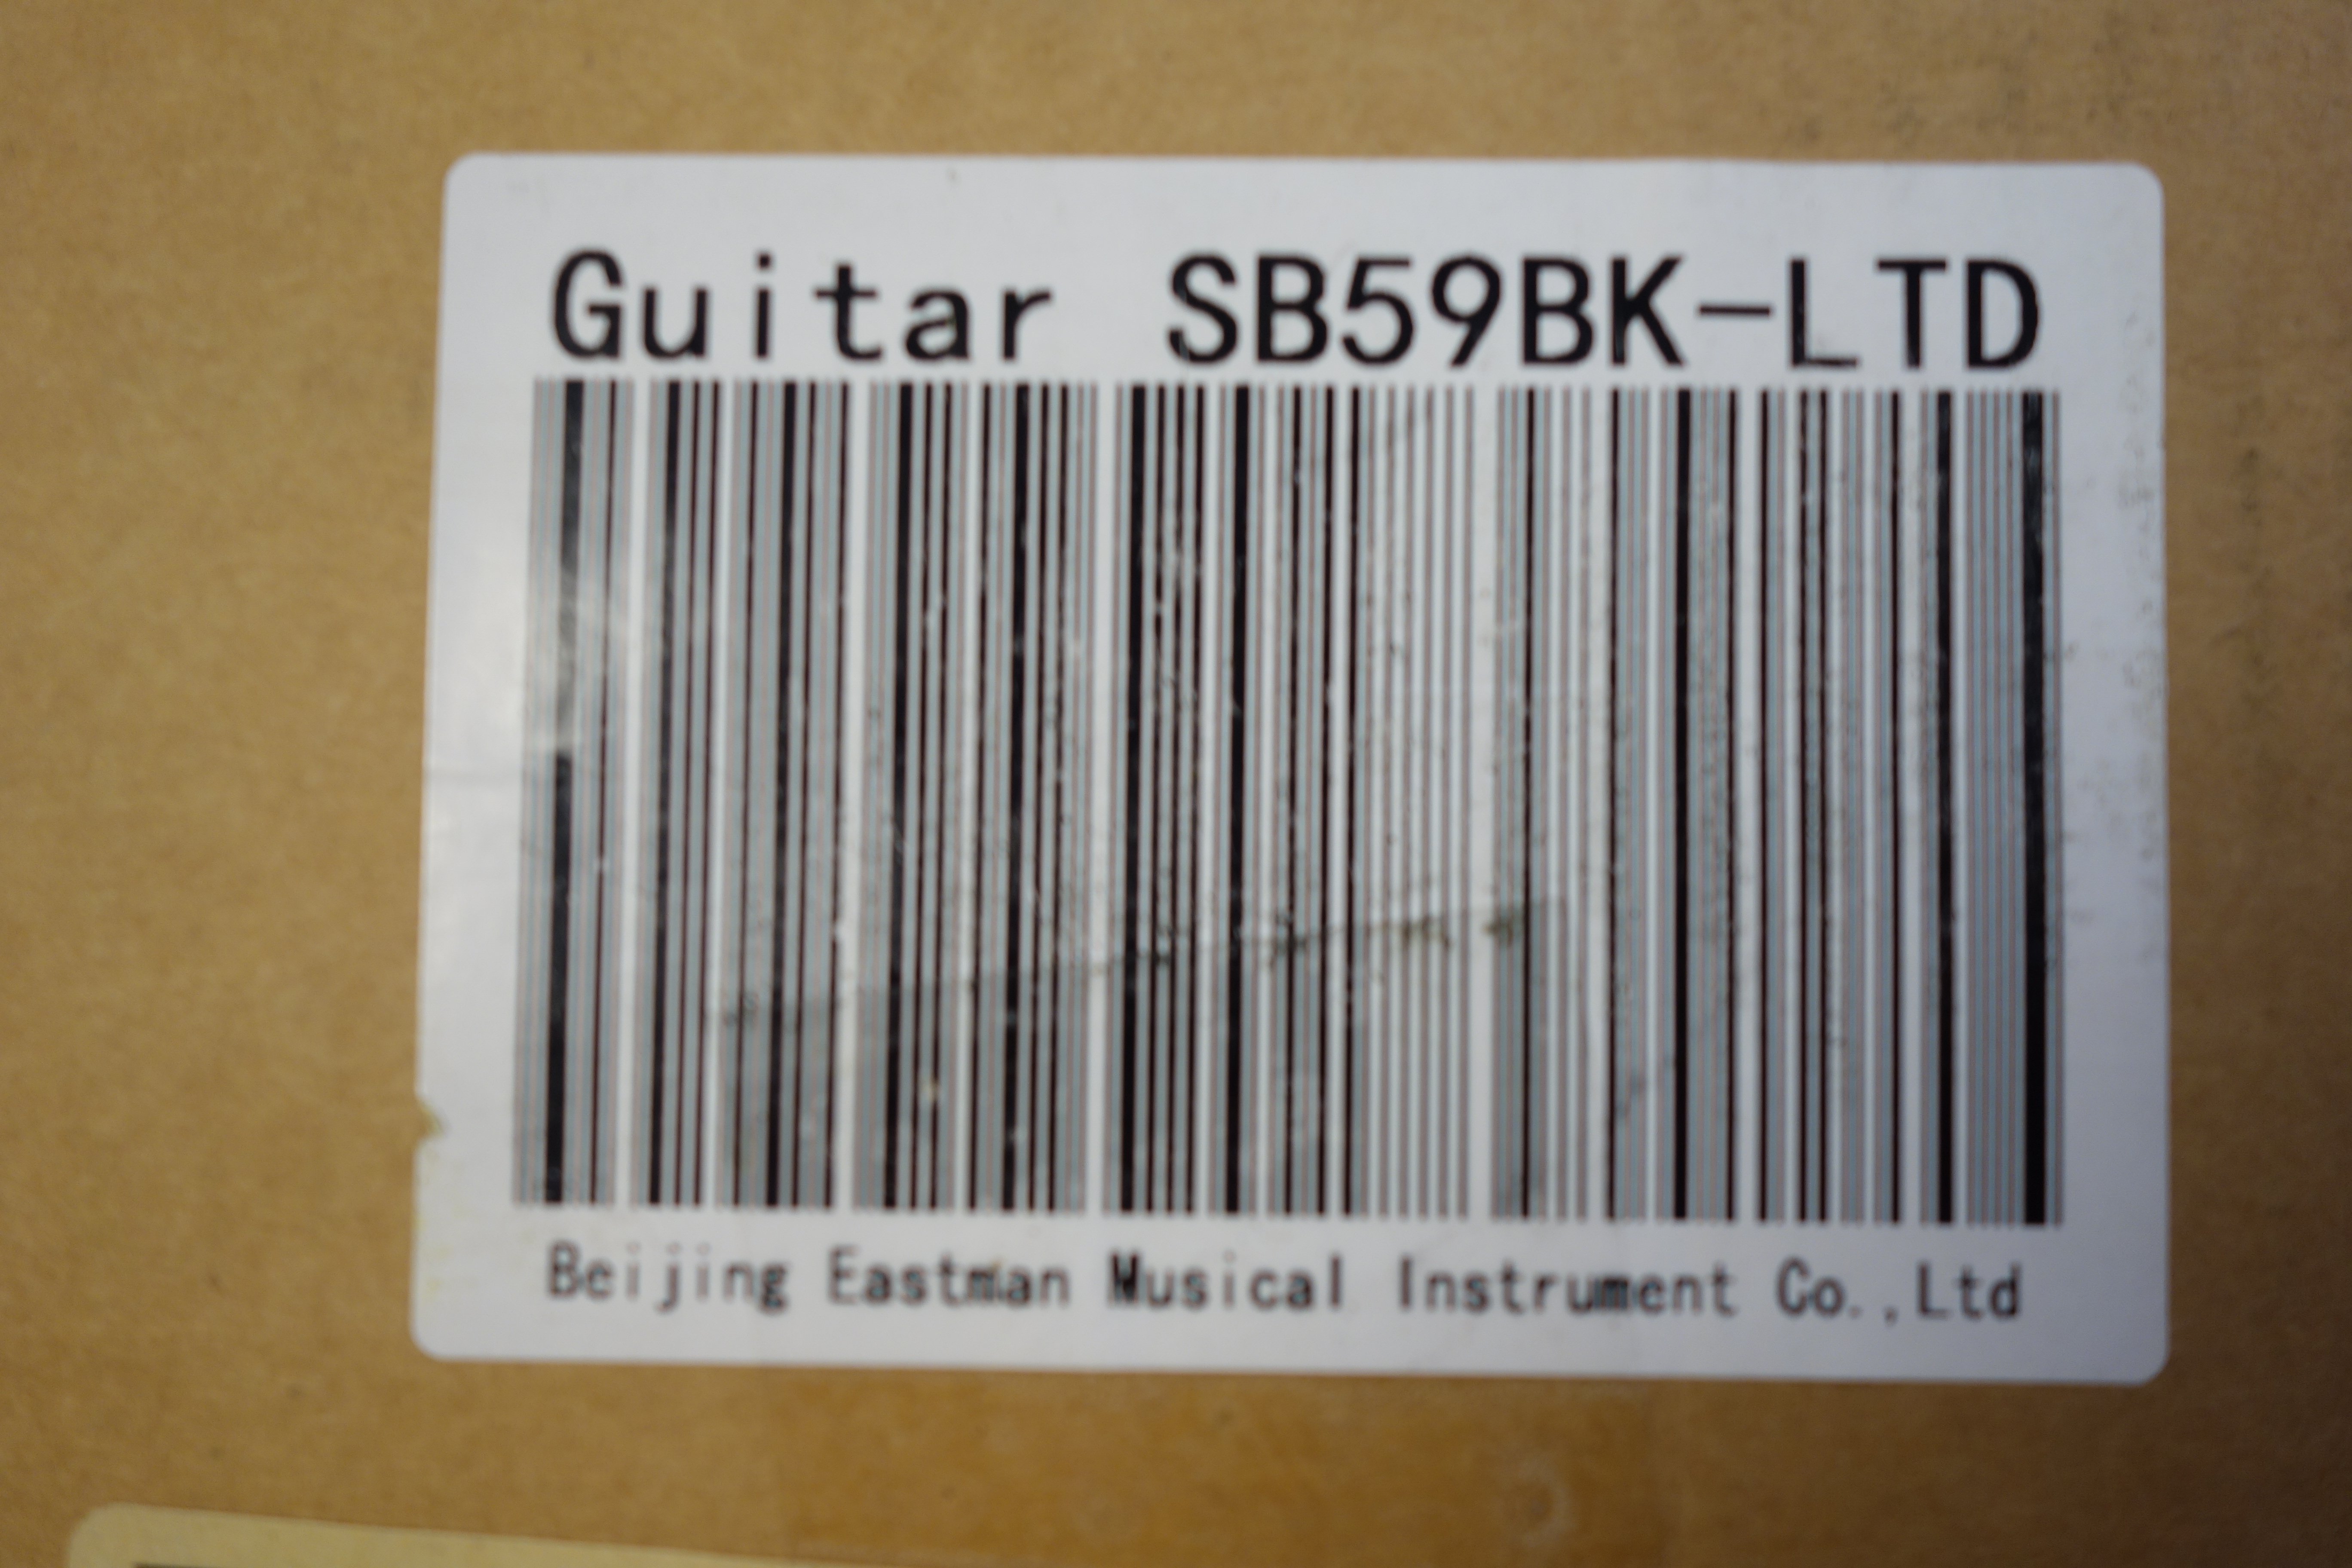 Guitar SB59BK-LTD
Beijing Eastman Musical Instrument Co.,Ltd